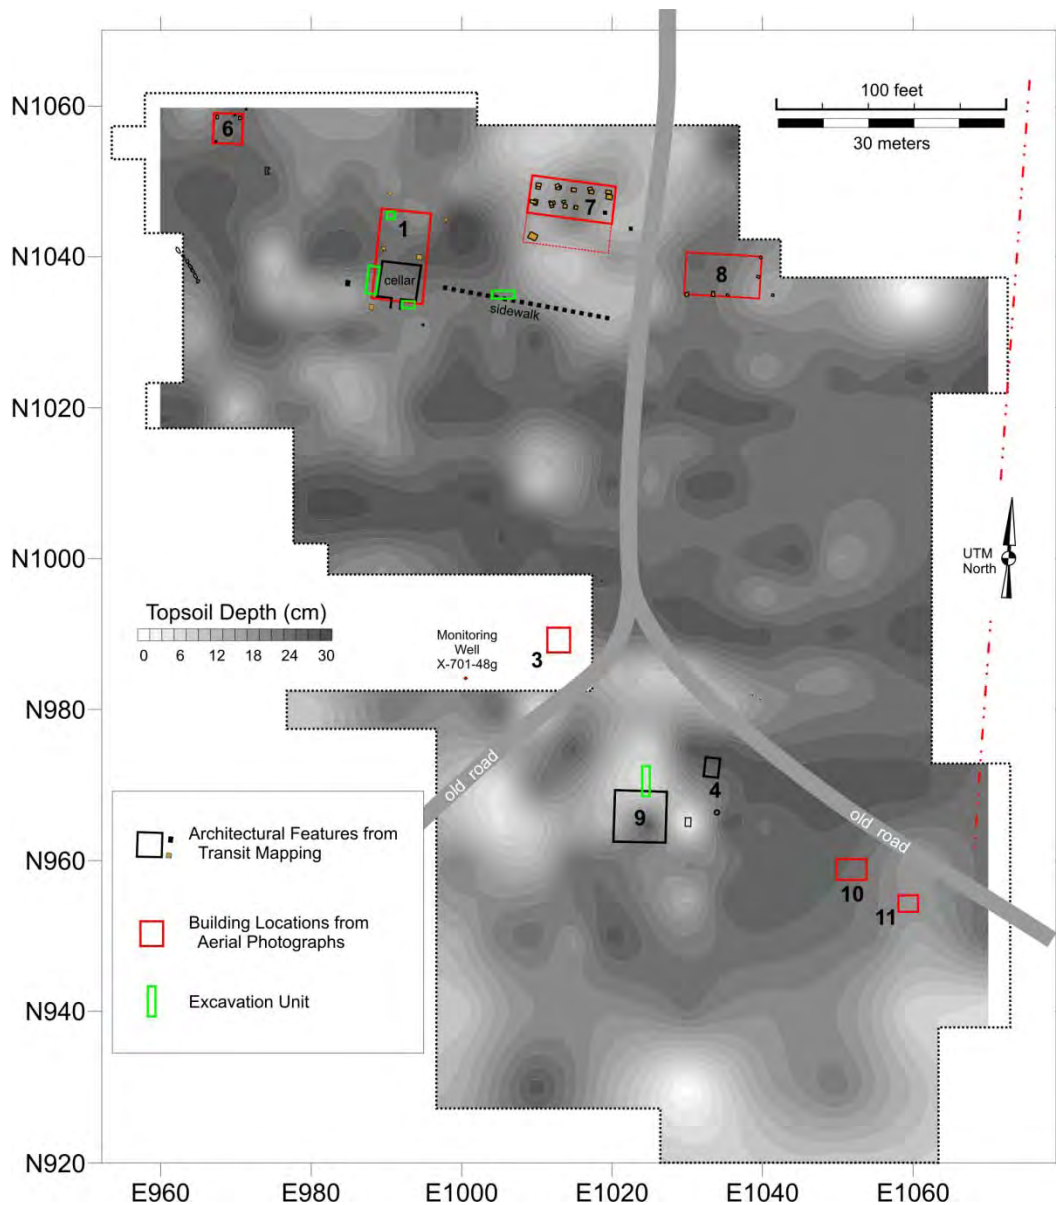 N1060
N1040
N1020
N1000
N980
N960
N940
N920
E960
E980
E1000
E1020
E1040
E1060
100 feet
30 meters
6
1
cellar
7
8
sidewalk
UTM
North
Topsoil Depth (cm)
0 6 12 18 24 30
Monitoring
Well
X-701-48g
3
old road
4
9
old road
10
11
Architectural Features from
Transit Mapping
Building Locations from
Aerial Photographs
Excavation Unit